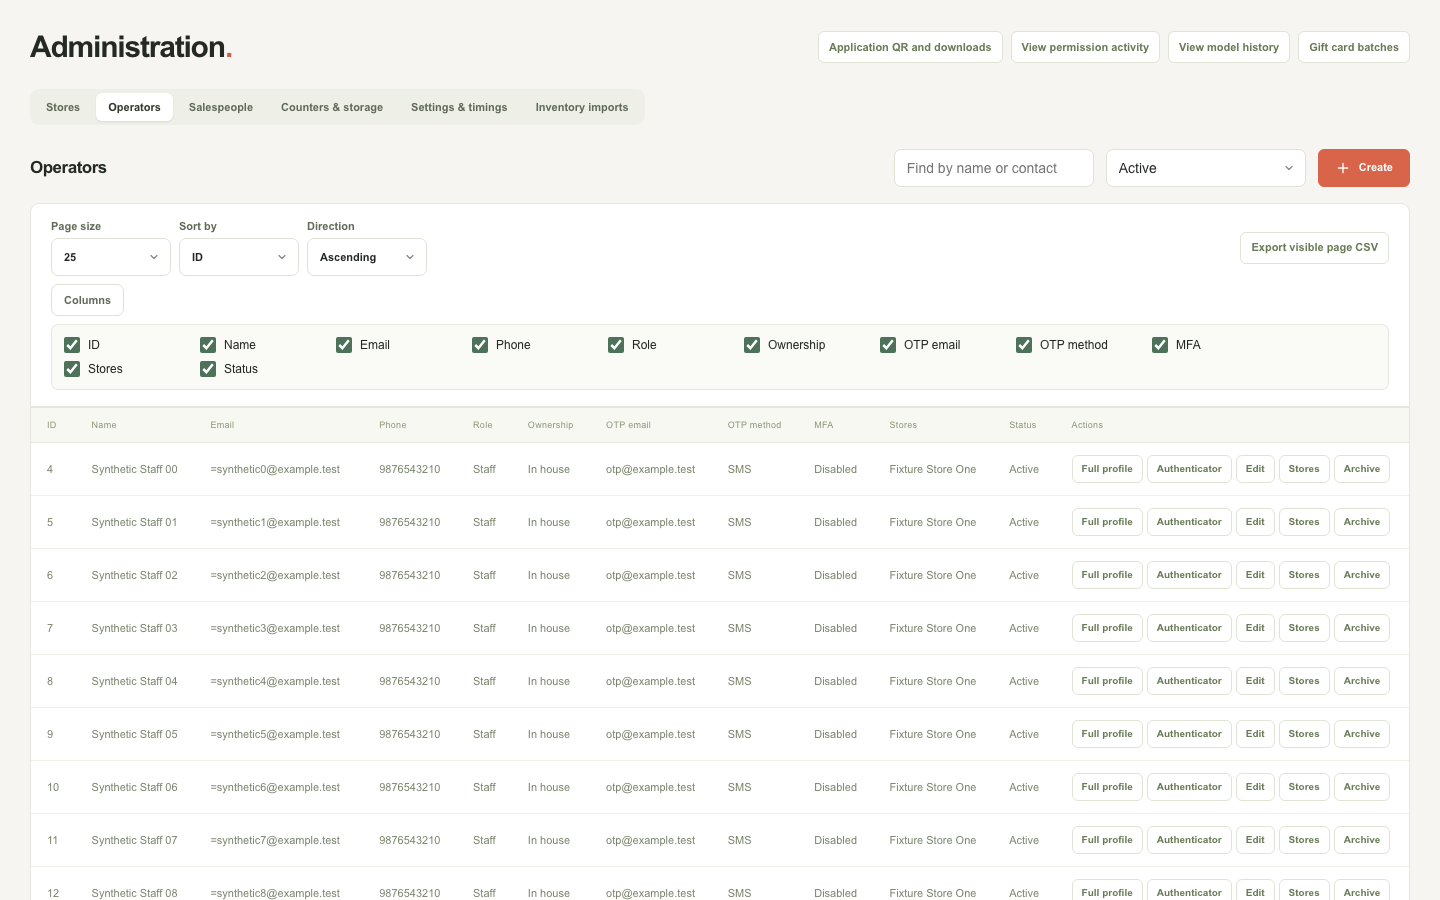 Administration.
Application QR and downloads View permission activity View model history Gift card batches
Stores Operators Salespeople Counters & storage Settings & timings Inventory imports
Operators Find by name or contact Active + Create
Page size Sort by Direction
25 ID Ascending Export visible page CSV
Columns
ID Name Email Phone Role Ownership OTP email OTP method MFA
Stores Status
ID Name Email Phone Role Ownership OTP email OTP method MFA Stores Status Actions
4 Synthetic Staff 00 =synthetic0@example.test 9876543210 Staff In house otp@example.test SMS Disabled Fixture Store One Active Full profile Authenticator Edit Stores Archive
5 Synthetic Staff 01 =synthetic1@example.test 9876543210 Staff In house otp@example.test SMS Disabled Fixture Store One Active Full profile Authenticator Edit Stores Archive
6 Synthetic Staff 02 =synthetic2@example.test 9876543210 Staff In house otp@example.test SMS Disabled Fixture Store One Active Full profile Authenticator Edit Stores Archive
7 Synthetic Staff 03 =synthetic3@example.test 9876543210 Staff In house otp@example.test SMS Disabled Fixture Store One Active Full profile Authenticator Edit Stores Archive
8 Synthetic Staff 04 =synthetic4@example.test 9876543210 Staff In house otp@example.test SMS Disabled Fixture Store One Active Full profile Authenticator Edit Stores Archive
9 Synthetic Staff 05 =synthetic5@example.test 9876543210 Staff In house otp@example.test SMS Disabled Fixture Store One Active Full profile Authenticator Edit Stores Archive
10 Synthetic Staff 06 =synthetic6@example.test 9876543210 Staff In house otp@example.test SMS Disabled Fixture Store One Active Full profile Authenticator Edit Stores Archive
11 Synthetic Staff 07 =synthetic7@example.test 9876543210 Staff In house otp@example.test SMS Disabled Fixture Store One Active Full profile Authenticator Edit Stores Archive
12 Synthetic Staff 08 =synthetic8@example.test 9876543210 Staff In house otp@example.test SMS Disabled Fixture Store One Active Full profile Authenticator Edit Stores Archive